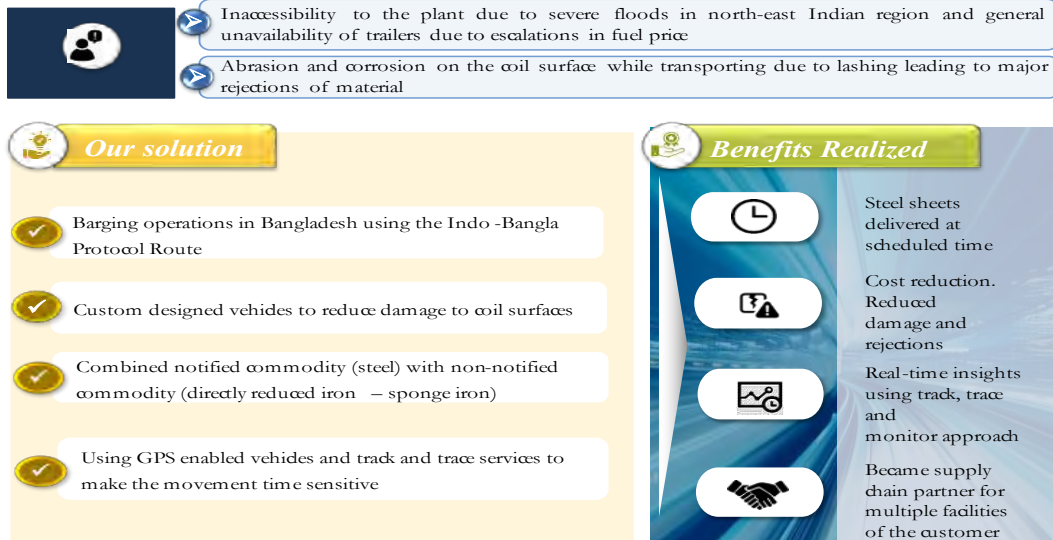 Inaccessibility to the plant due to severe floods in north-east Indian region and general
unavailability of trailers due to escalations in fuel price
Abrasion and corrosion on the coil surface while transporting due to lashing leading to major
rejections of material
Our solution
Barging operations in Bangladesh using the Indo -Bangla
Protocol Route
Custom designed vehicles to reduce damage to coil surfaces
Combined notified commodity (steel) with non-notified
commodity (directly reduced iron – sponge iron)
Using GPS enabled vehicles and track and trace services to
make the movement time sensitive
Benefits Realized
Steel sheets
delivered at
scheduled time
Cost reduction.
Reduced
damage and
rejections
Real-time insights
using track, trace
and
monitor approach
Became supply
chain partner for
multiple facilities
of the customer